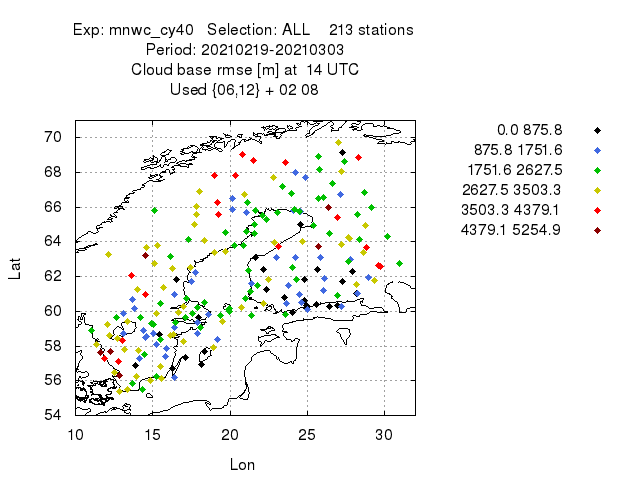 Exp: mnwc_cy40 Selection: ALL 213 stations
Period: 20210219-20210303
Cloud base rmse [m] at 14 UTC
Used {06,12} + 02 08
0.0 875.8
875.8 1751.6
1751.6 2627.5
2627.5 3503.3
3503.3 4379.1
4379.1 5254.9
70
68
66
64
62
60
58
56
54
Lat
10 15 20 25 30
Lon